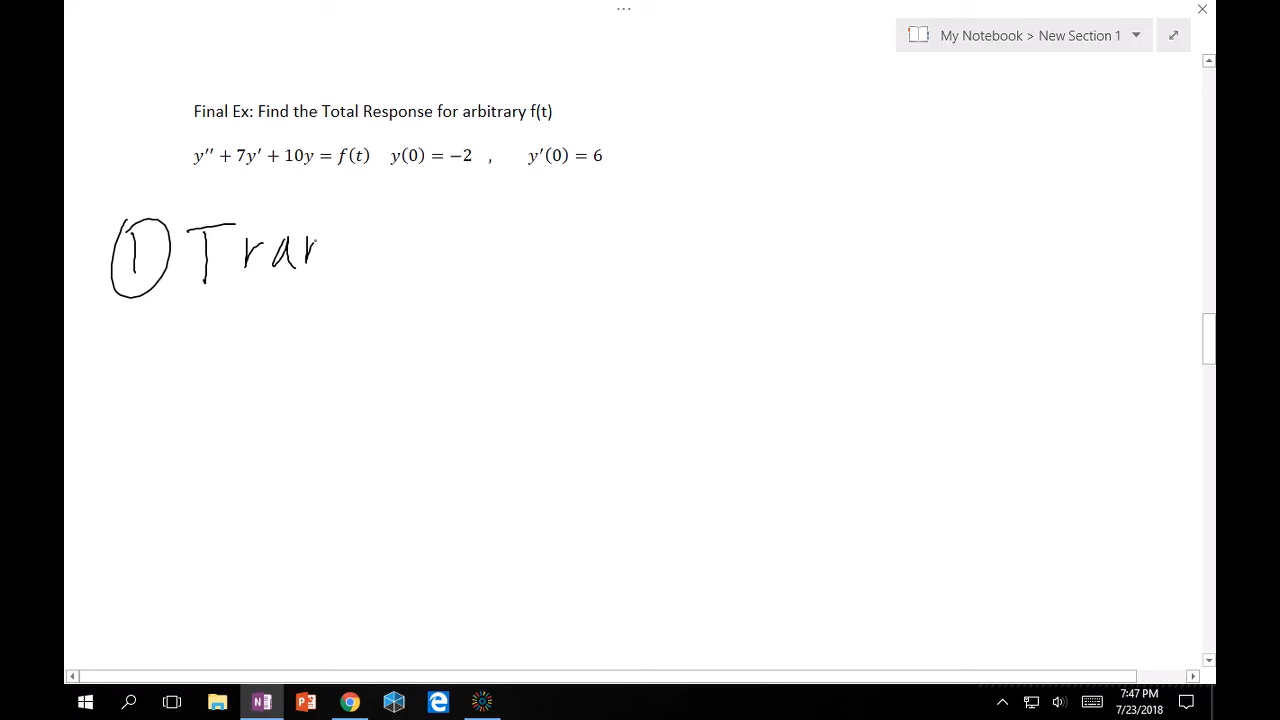 ...
My Notebook > New Section 1
Final Ex: Find the Total Response for arbitrary f(t)
y′′ + 7y′ + 10y = f(t) y(0) = −2 , y′(0) = 6
① Trar
7:47 PM
7/23/2018